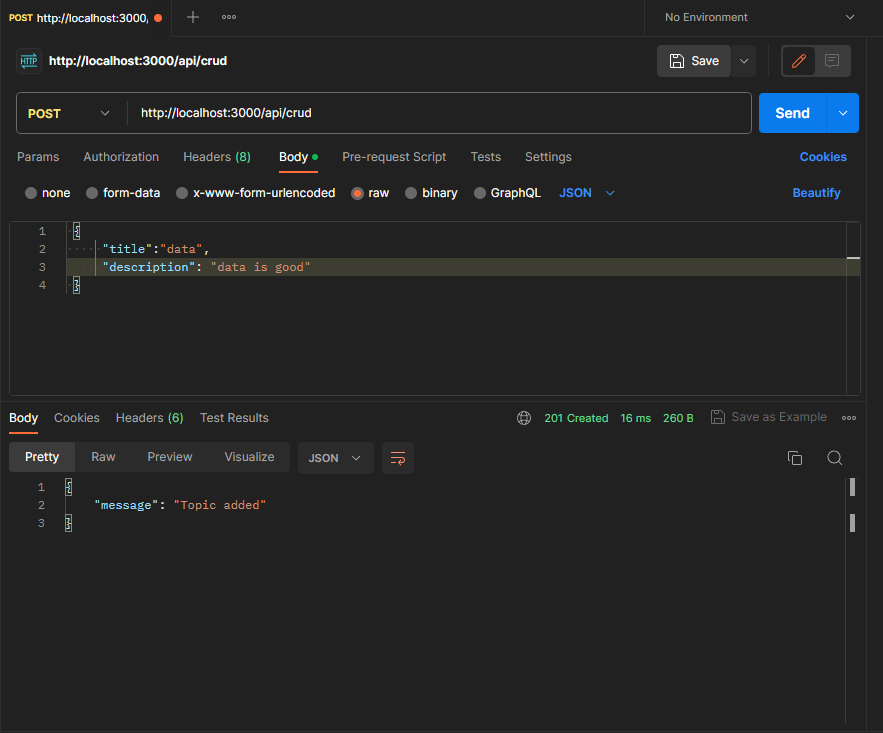 POST http://localhost:3000,
No Environment
HTTP http://localhost:3000/api/crud
Save
POST http://localhost:3000/api/crud
Send
Params Authorization Headers (8) Body Pre-request Script Tests Settings Cookies
none form-data x-www-form-urlencoded raw binary GraphQL JSON Beautify
1 {
2 "title":"data",
3 "description": "data is good"
4 }
Body Cookies Headers (6) Test Results 201 Created 16 ms 260 B Save as Example
Pretty Raw Preview Visualize JSON
1 {
2 "message": "Topic added"
3 }